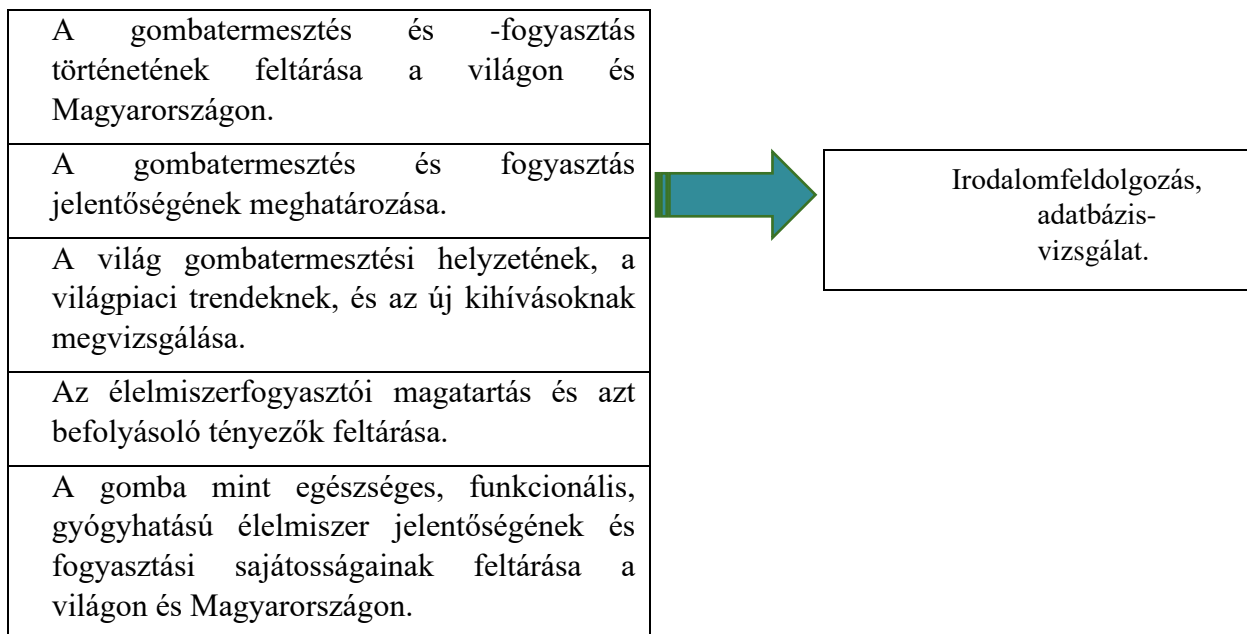 A gombatermesztés és -fogyasztás
történetének feltárása a világon és
Magyarországon.
A gombatermesztés és fogyasztás
jelentőségének meghatározása.
A világ gombatermesztési helyzetének, a
világpiaci trendeknek, és az új kihívásoknak
megvizsgálása.
Az élelmiszerfogyasztói magatartás és azt
befolyásoló tényezők feltárása.
A gomba mint egészséges, funkcionális,
gyógyhatású élelmiszer jelentőségének és
fogyasztási sajátosságainak feltárása a
világon és Magyarországon.
Irodalomfeldolgozás,
adatbázis-
vizsgálat.